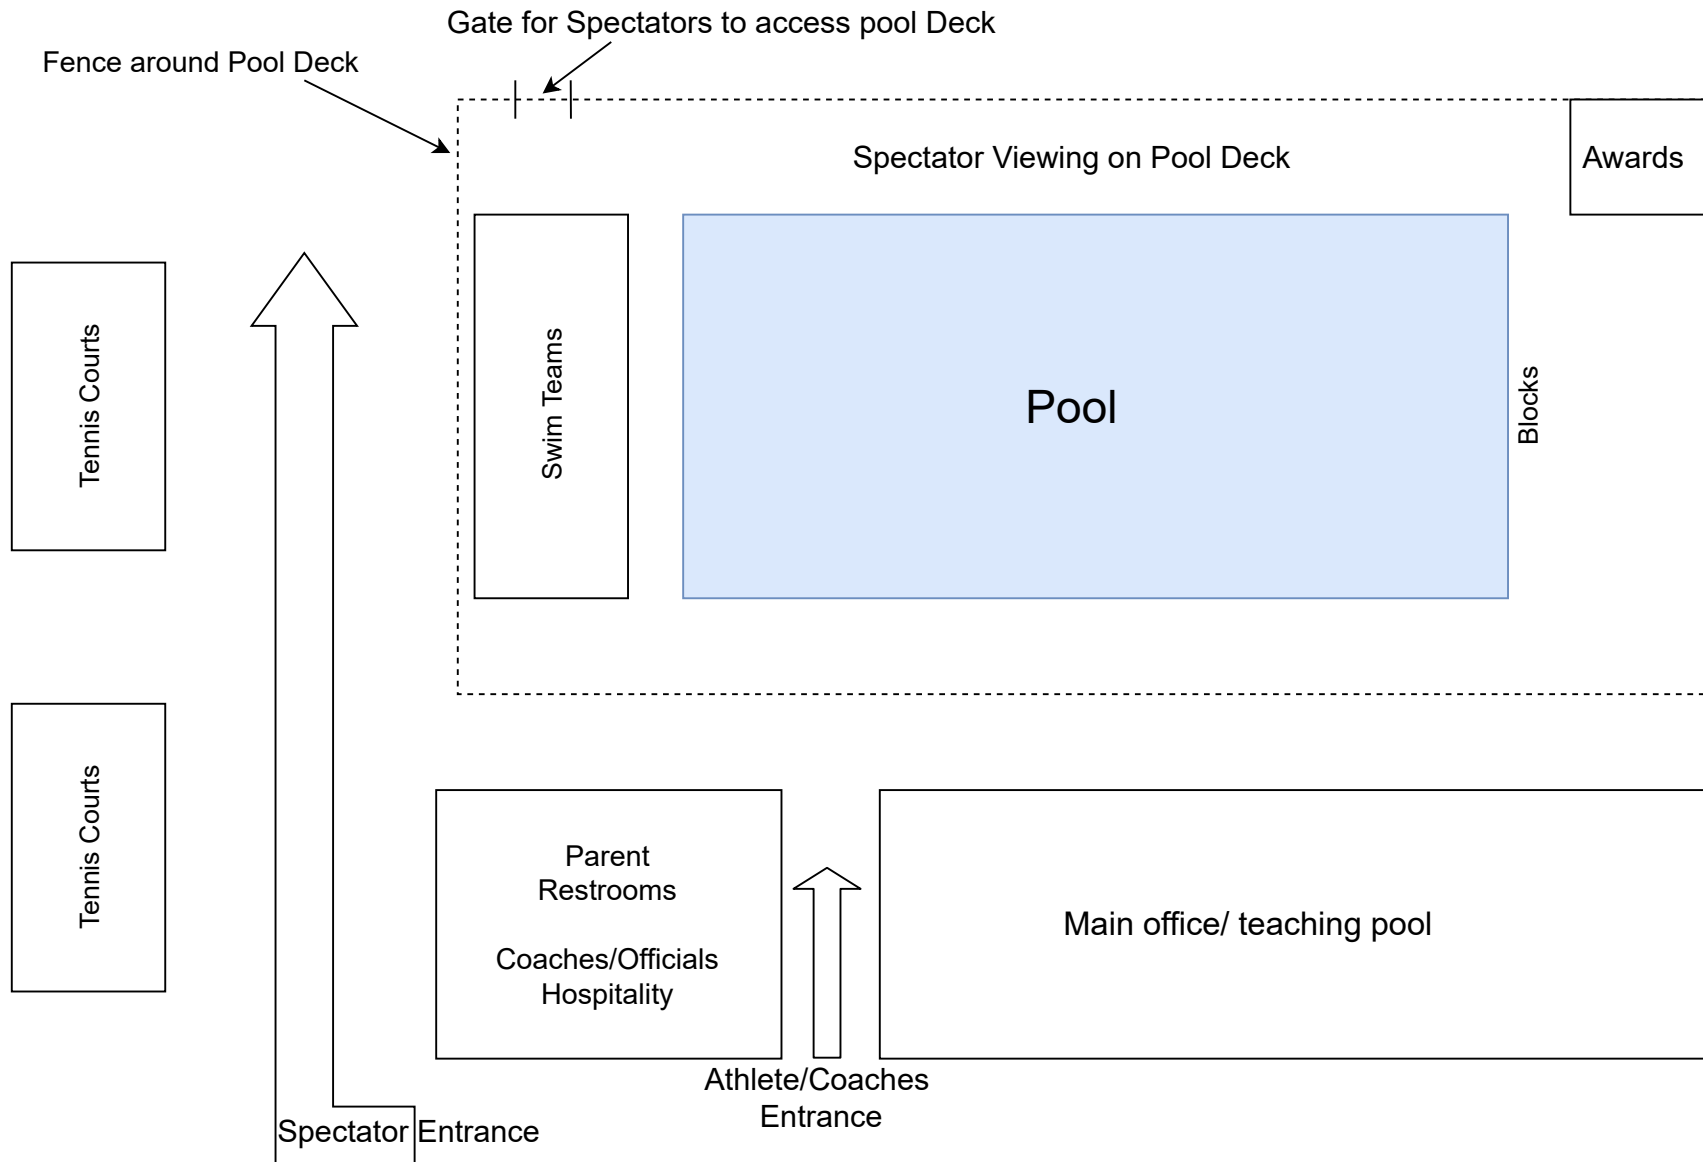 Gate for Spectators to access pool Deck
Fence around Pool Deck
Spectator Viewing on Pool Deck
Awards
Tennis Courts
Swim Teams
Pool
Blocks
Tennis Courts
Parent
Restrooms
Coaches/Officials
Hospitality
Main office/ teaching pool
Athlete/Coaches
Entrance
Spectator Entrance